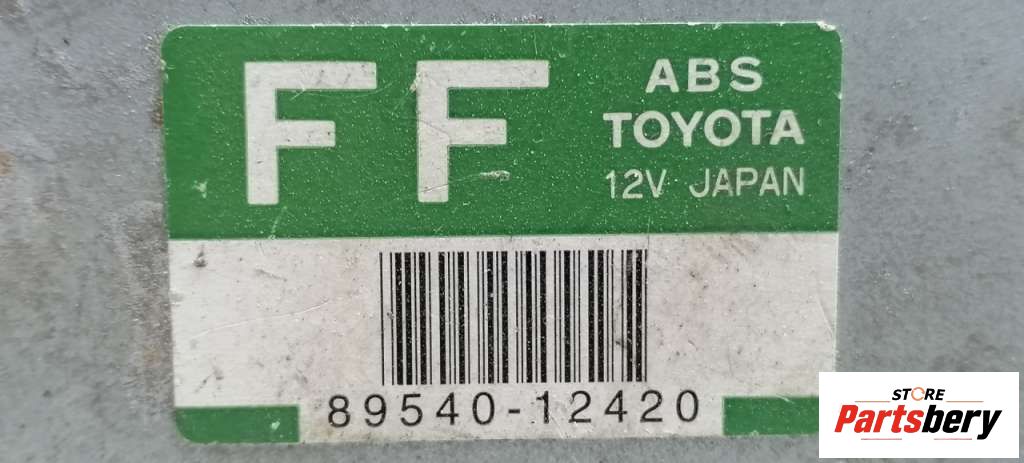 FF
ABS
TOYOTA
12V JAPAN
89540-12420
STORE
Partsbery